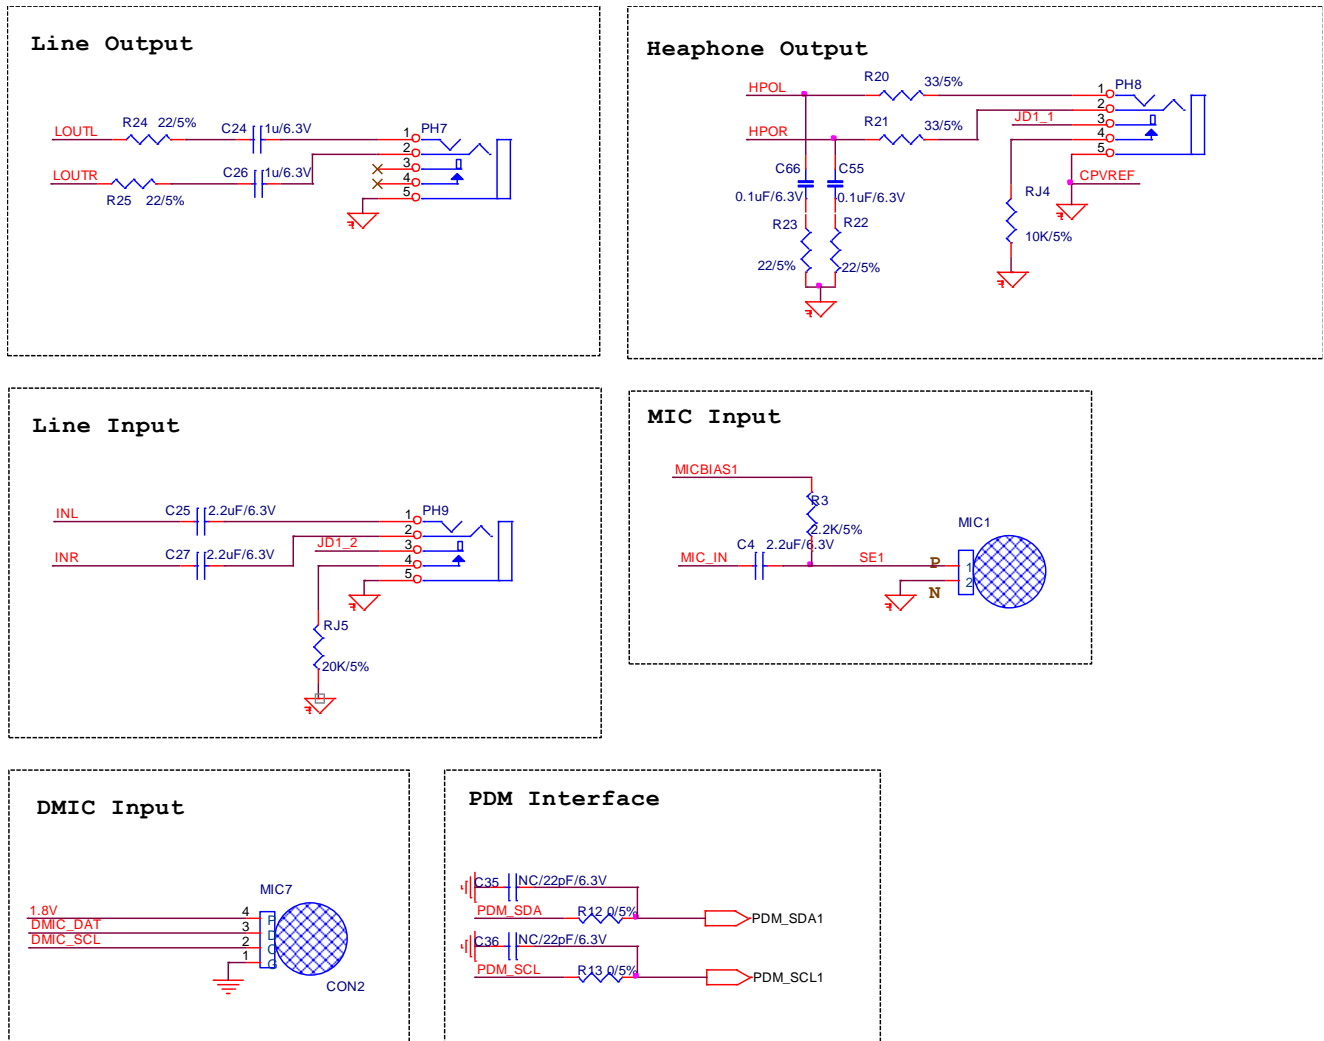 Line Output
LOUTL
R24 22/5%
C24
1u/6.3V
1
PH7
2
3
4
5
LOUTR
R25 22/5%
C26
1u/6.3V
Heaphone Output
HPOL
R20
33/5%
1
PH8
2
JD1_1
3
4
5
HPOR
R21
33/5%
C66
C55
0.1uF/6.3V
0.1uF/6.3V
CPVREF
RJ4
10K/5%
R23
R22
22/5%
22/5%
Line Input
INL
C25
2.2uF/6.3V
1
PH9
2
JD1_2
3
4
5
INR
C27
2.2uF/6.3V
RJ5
20K/5%
MIC Input
MICBIAS1
R3
2.2K/5%
MIC1
MIC_IN
C4
2.2uF/6.3V
SE1
P
1
2
N
DMIC Input
MIC7
1.8V
4
P
DMIC_DAT
3
D
DMIC_SCL
2
C
1
G
CON2
PDM Interface
C35
NC/22pF/6.3V
PDM_SDA
R12 0/5%
PDM_SDA1
C36
NC/22pF/6.3V
PDM_SCL
R13 0/5%
PDM_SCL1